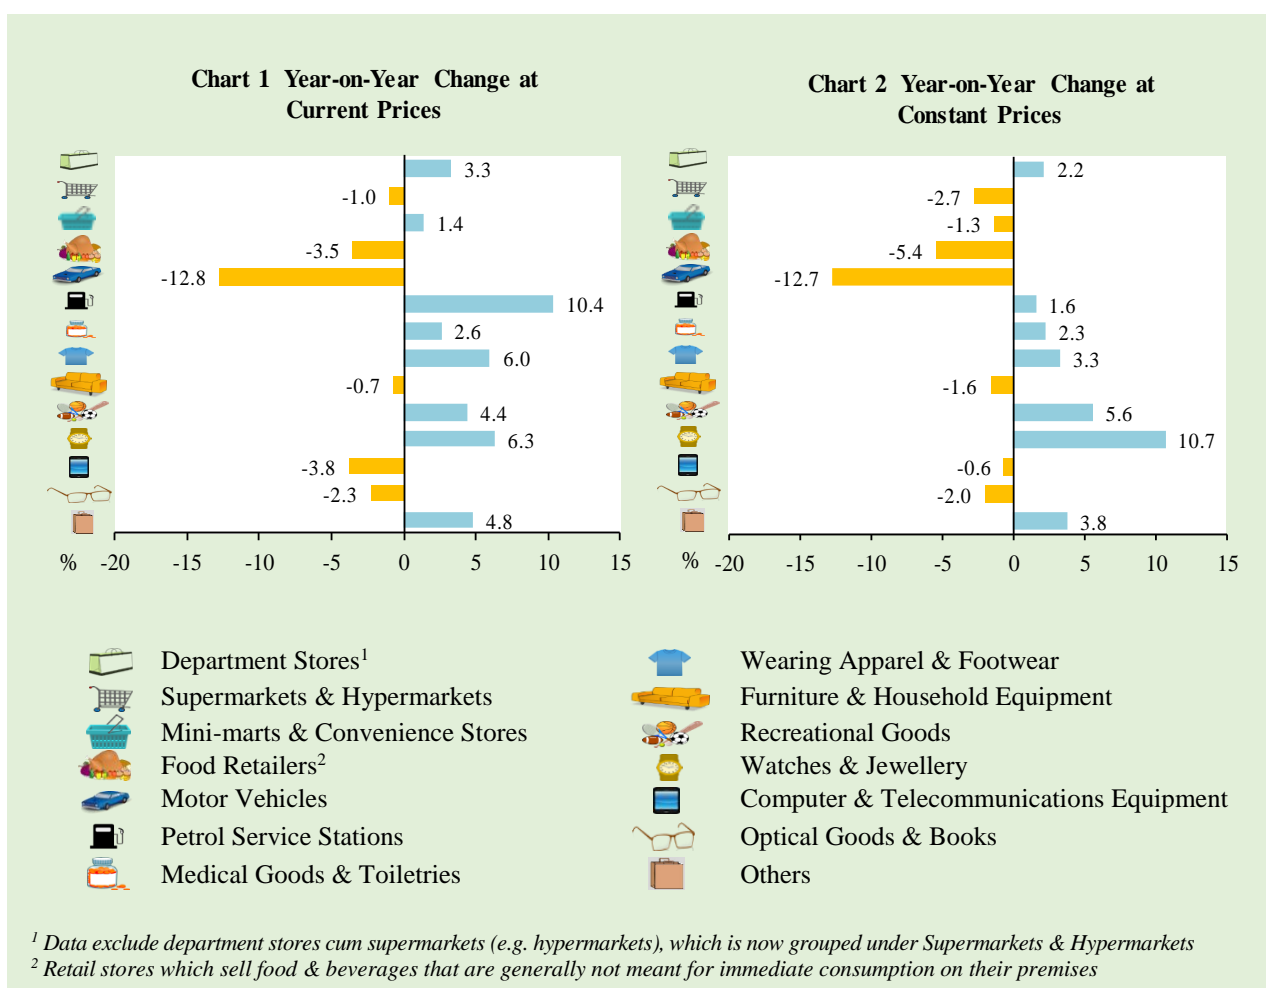 Chart 1 Year-on-Year Change at
Current Prices
3.3
-1.0
1.4
-3.5
-12.8
10.4
2.6
6.0
-0.7
4.4
6.3
-3.8
-2.3
4.8
% -20 -15 -10 -5 0 5 10 15
Chart 2 Year-on-Year Change at
Constant Prices
2.2
-2.7
-1.3
-5.4
-12.7
1.6
2.3
3.3
-1.6
5.6
10.7
-0.6
-2.0
3.8
% -20 -15 -10 -5 0 5 10 15
Department Stores¹
Supermarkets & Hypermarkets
Mini-marts & Convenience Stores
Food Retailers²
Motor Vehicles
Petrol Service Stations
Medical Goods & Toiletries
Wearing Apparel & Footwear
Furniture & Household Equipment
Recreational Goods
Watches & Jewellery
Computer & Telecommunications Equipment
Optical Goods & Books
Others
¹ Data exclude department stores cum supermarkets (e.g. hypermarkets), which is now grouped under Supermarkets & Hypermarkets
² Retail stores which sell food & beverages that are generally not meant for immediate consumption on their premises